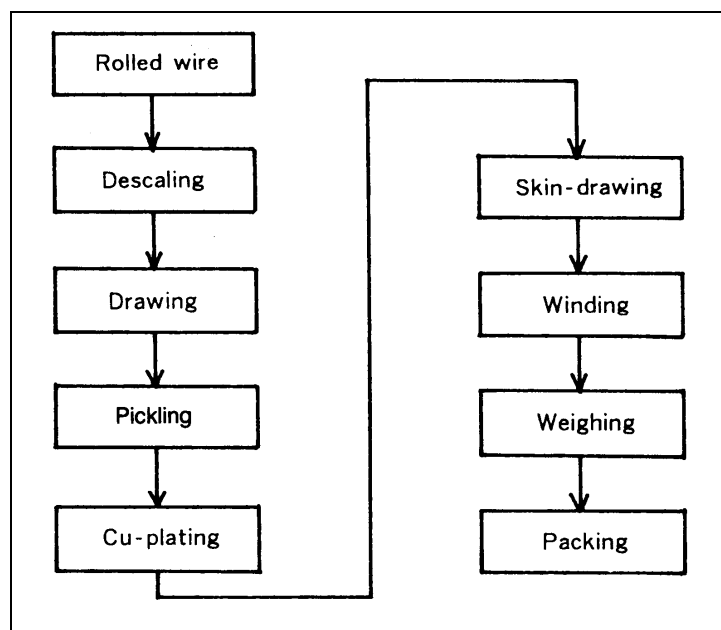 Rolled wire
Descaling
Drawing
Pickling
Cu-plating
Skin-drawing
Winding
Weighing
Packing